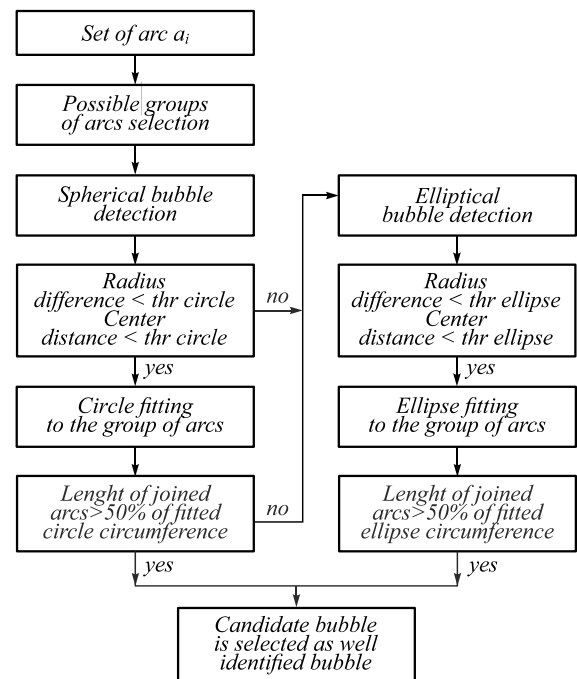 Set of arc ai
Possible groups
of arcs selection
Spherical bubble
detection
Radius
difference < thr circle
Center
distance < thr circle
no
yes
Circle fitting
to the group of arcs
Lenght of joined
arcs>50% of fitted
circle circumference
no
yes
Elliptical
bubble detection
Radius
difference < thr ellipse
Center
distance < thr ellipse
yes
Ellipse fitting
to the group of arcs
Lenght of joined
arcs>50% of fitted
ellipse circumference
yes
Candidate bubble
is selected as well
identified bubble